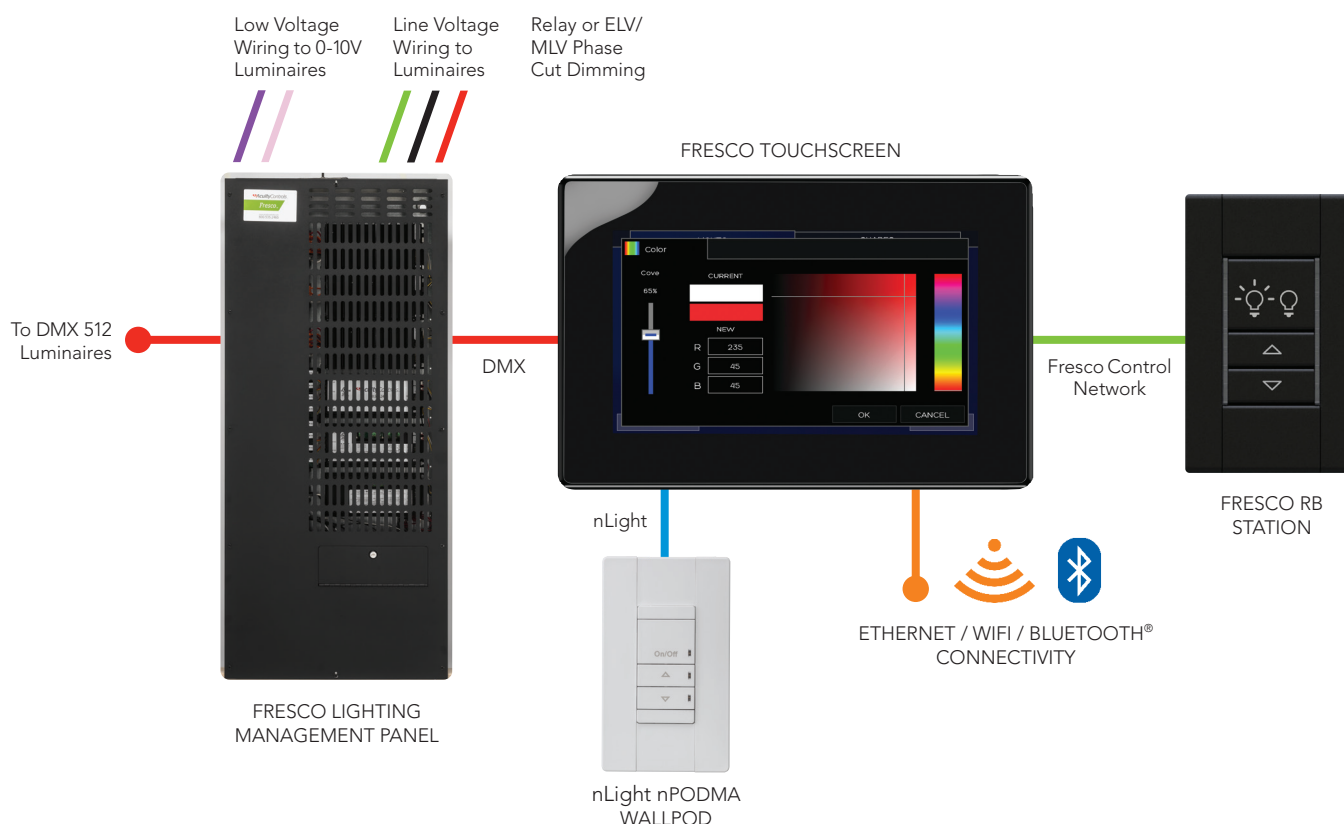 Low Voltage
Wiring to 0-10V
Luminaires
Line Voltage
Wiring to
Luminaires
Relay or ELV/
MLV Phase
Cut Dimming
FRESCO TOUCHSCREEN
AcuityControls
Fresco
Color
Cove
65%
CURRENT
NEW
R 235
G 45
B 45
OK CANCEL
To DMX 512
Luminaires
DMX
Fresco Control
Network
FRESCO RB
STATION
nLight
On/Off
ETHERNET / WIFI / BLUETOOTH®
CONNECTIVITY
FRESCO LIGHTING
MANAGEMENT PANEL
nLight nPODMA
WALLPOD